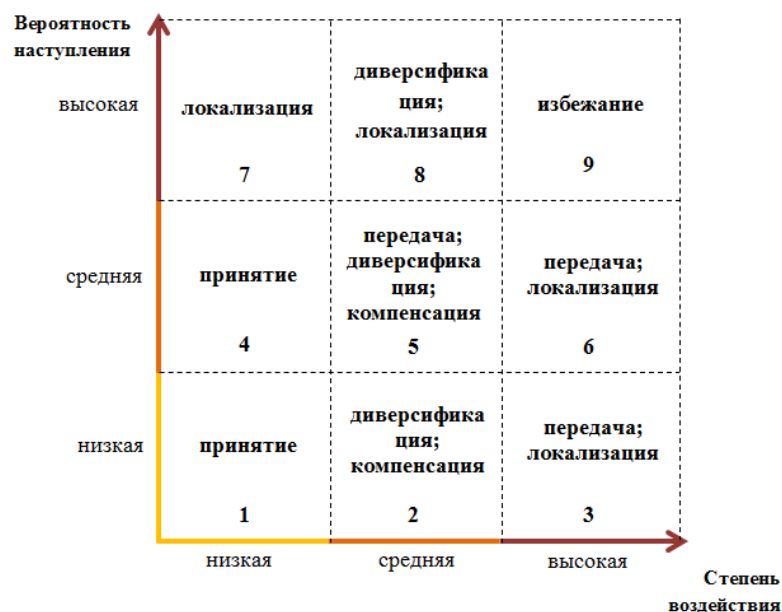 Вероятность
наступления
высокая
локализация
7
диверсифика
ция;
локализация
8
избежание
9
средняя
принятие
4
передача;
диверсифика
ция;
компенсация
5
передача;
локализация
6
низкая
принятие
1
диверсифика
ция;
компенсация
2
передача;
локализация
3
низкая
средняя
высокая
Степень
воздействия